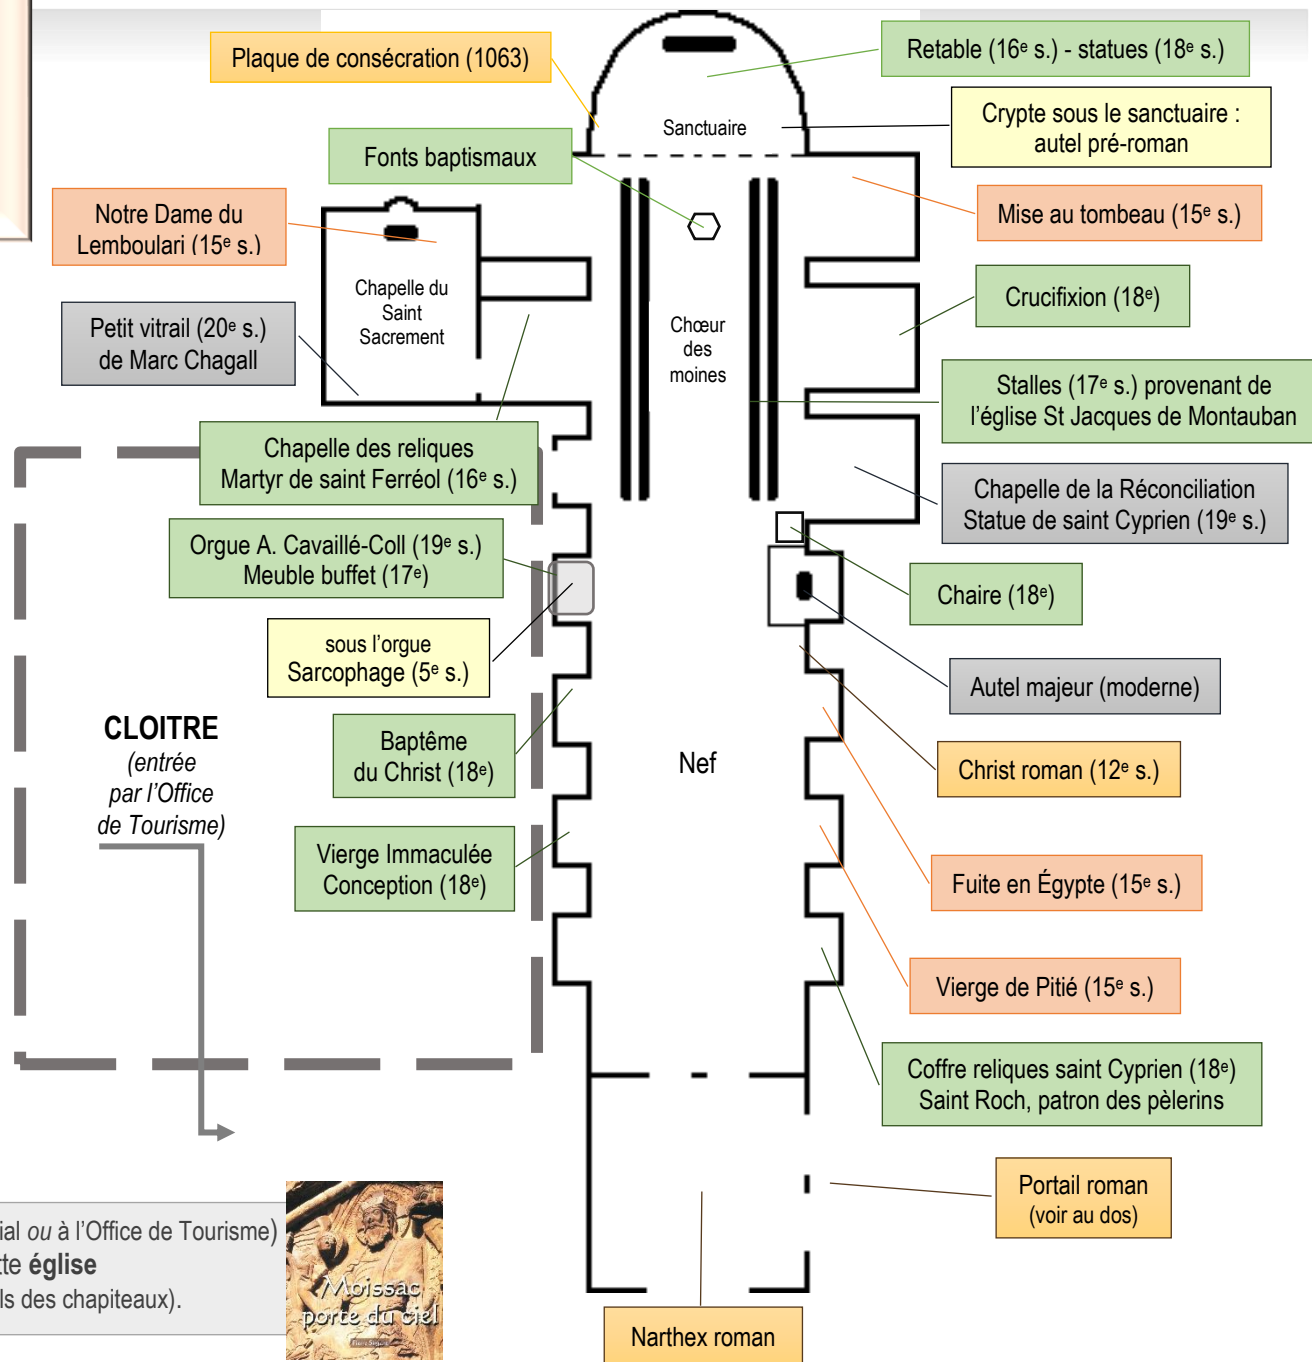 Plaque de consécration (1063)
Retable (16e s.) - statues (18e s.)
Sanctuaire
Crypte sous le sanctuaire :
autel pré-roman
Fonts baptismaux
Notre Dame du
Lemboulari (15e s.)
Mise au tombeau (15e s.)
Chapelle du
Saint
Sacrement
Crucifixion (18e)
Petit vitrail (20e s.)
de Marc Chagall
Chœur
des
moines
Stalles (17e s.) provenant de
l’église St Jacques de Montauban
Chapelle des reliques
Martyr de saint Ferréol (16e s.)
Chapelle de la Réconciliation
Statue de saint Cyprien (19e s.)
Orgue A. Cavaillé-Coll (19e s.)
Meuble buffet (17e)
Chaire (18e)
sous l’orgue
Sarcophage (5e s.)
Autel majeur (moderne)
CLOITRE
(entrée
par l’Office
de Tourisme)
Baptême
du Christ (18e)
Nef
Christ roman (12e s.)
Vierge Immaculée
Conception (18e)
Fuite en Égypte (15e s.)
Vierge de Pitié (15e s.)
Coffre reliques saint Cyprien (18e)
Saint Roch, patron des pèlerins
Portail roman
(voir au dos)
ial ou à l’Office de Tourisme)
tte église
ls des chapiteaux).
Moissac
porte du ciel
Narthex roman